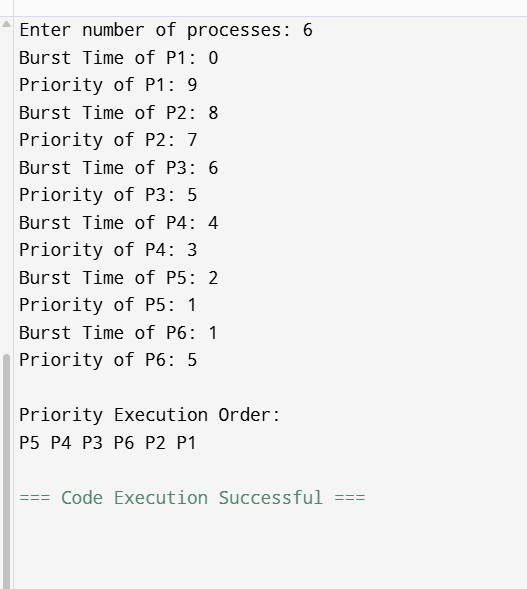 Enter number of processes: 6
Burst Time of P1: 0
Priority of P1: 9
Burst Time of P2: 8
Priority of P2: 7
Burst Time of P3: 6
Priority of P3: 5
Burst Time of P4: 4
Priority of P4: 3
Burst Time of P5: 2
Priority of P5: 1
Burst Time of P6: 1
Priority of P6: 5
Priority Execution Order:
P5 P4 P3 P6 P2 P1
=== Code Execution Successful ===